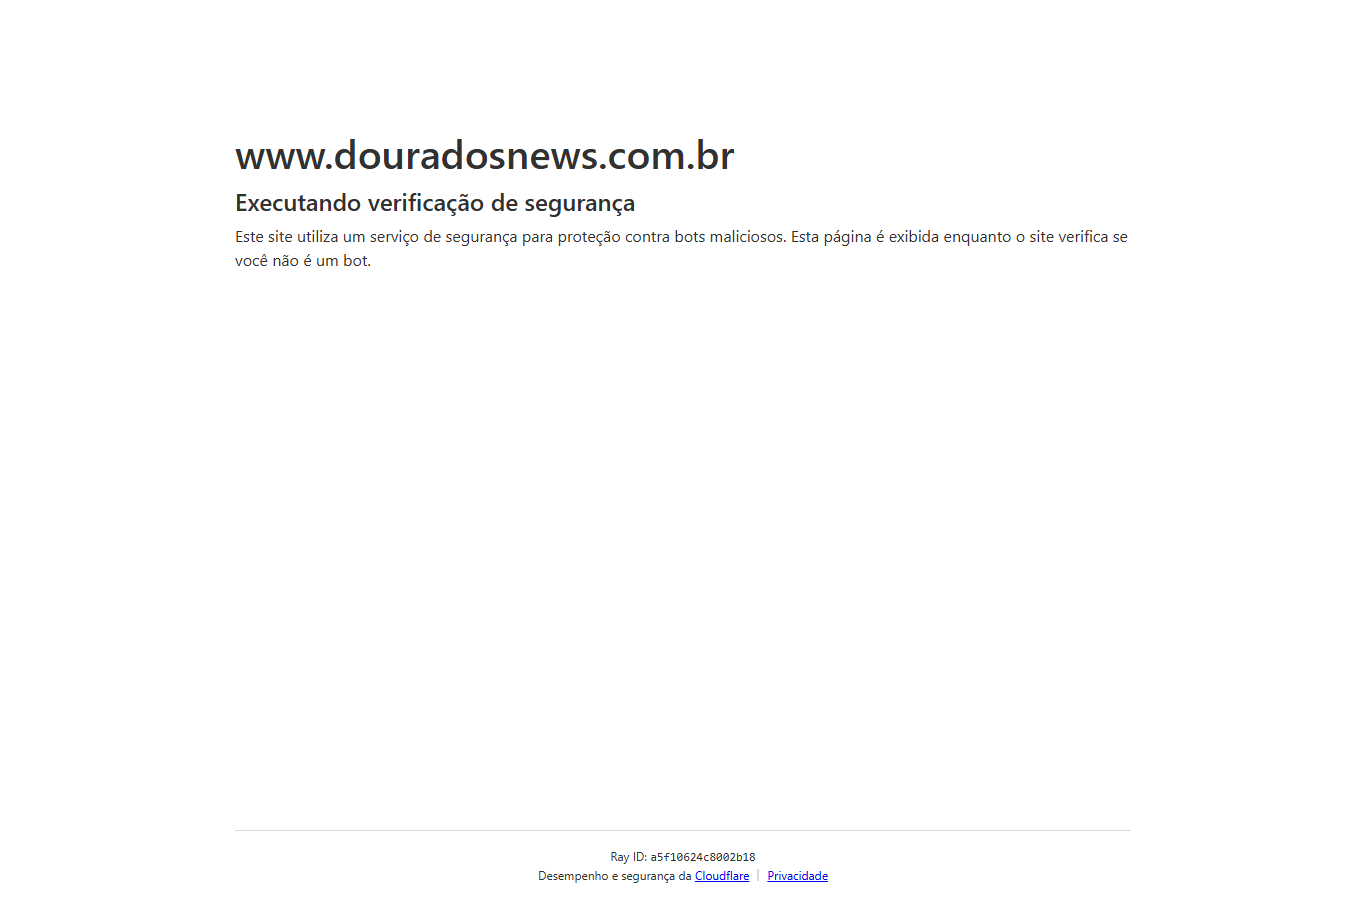 www.douradosnews.com.br
Executando verificação de segurança
Este site utiliza um serviço de segurança para proteção contra bots maliciosos. Esta página é exibida enquanto o site verifica se
você não é um bot.
Ray ID: a5f10624c8002b18
Desempenho e segurança da Cloudflare | Privacidade